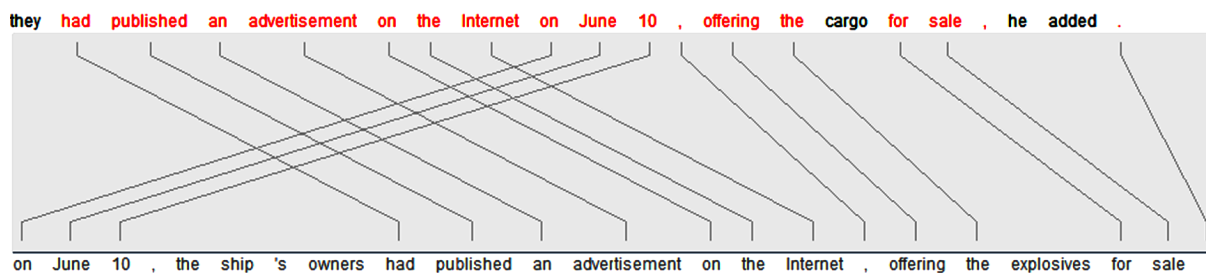 they had published an advertisement on the Internet on June 10 , offering the cargo for sale , he added .
on June 10 , the ship 's owners had published an advertisement on the Internet , offering the explosives for sale